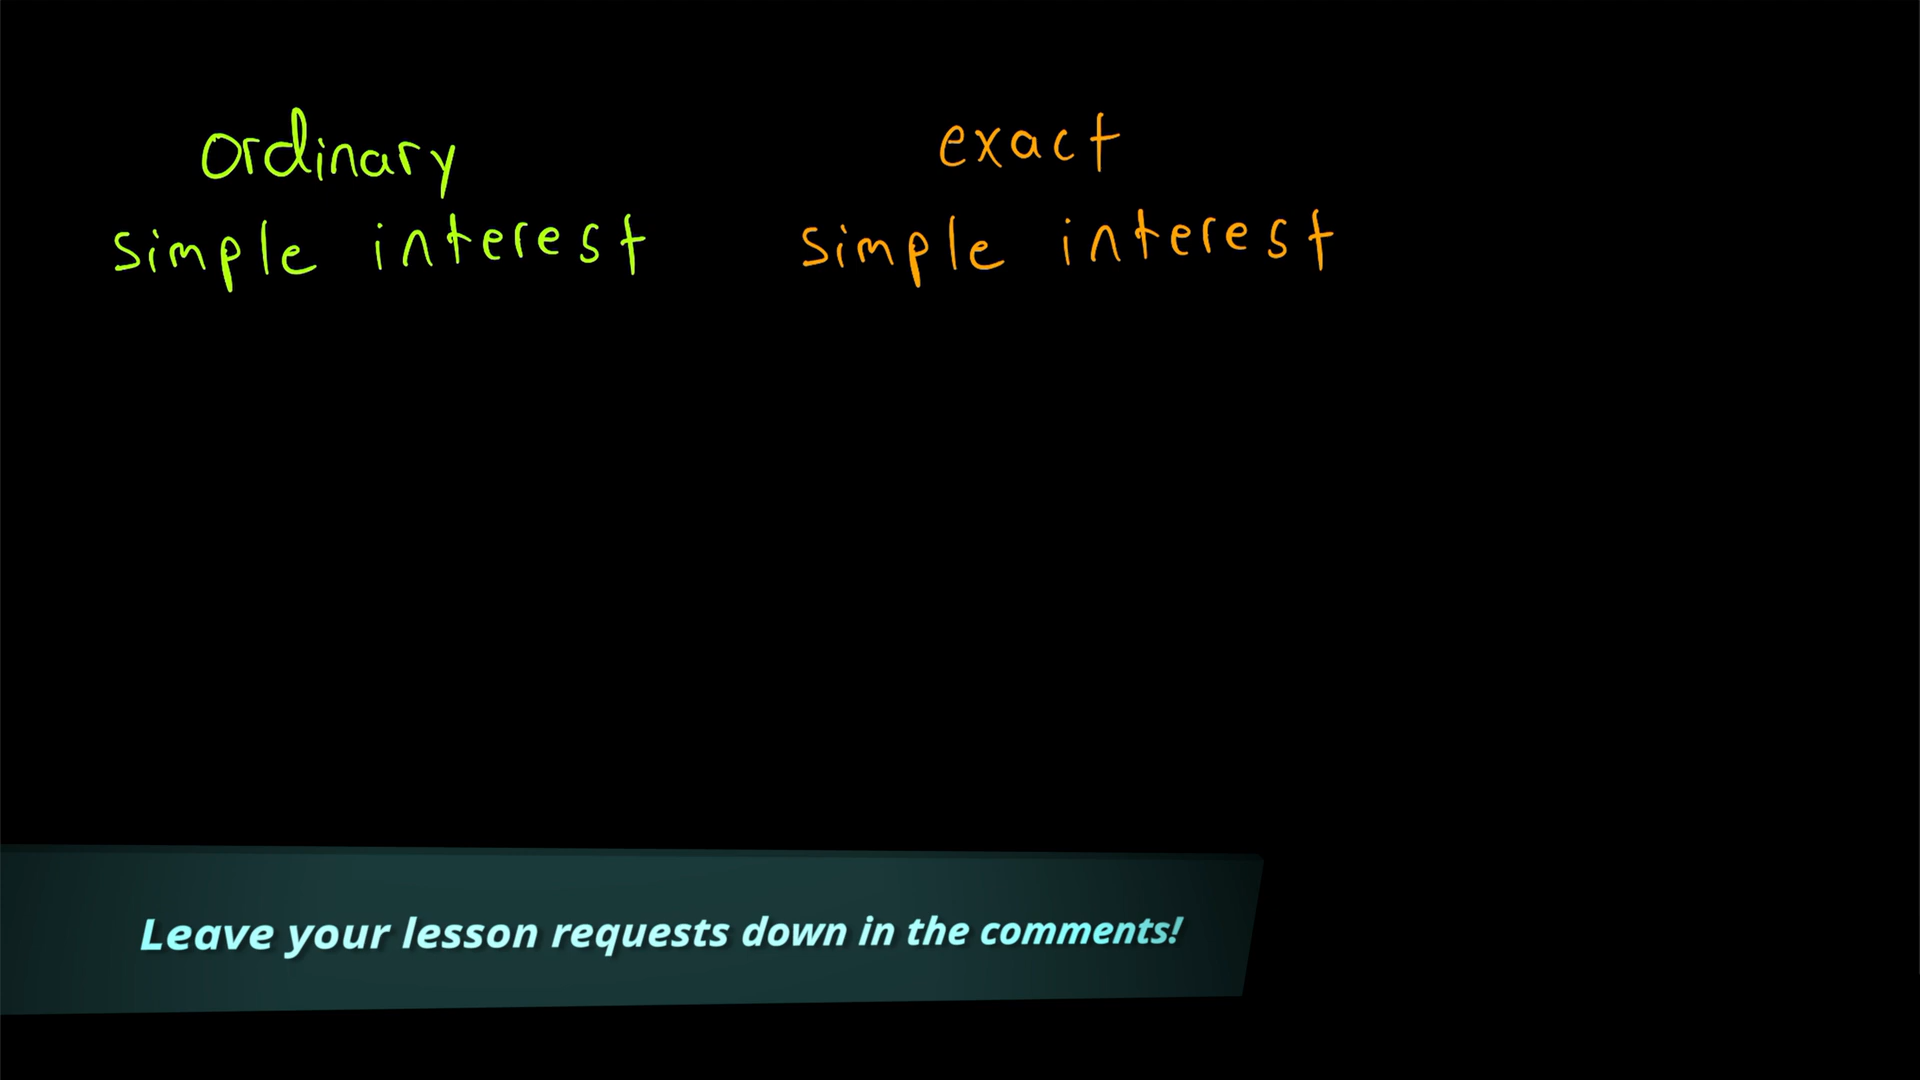 ordinary
simple interest
exact
simple interest
Leave your lesson requests down in the comments!